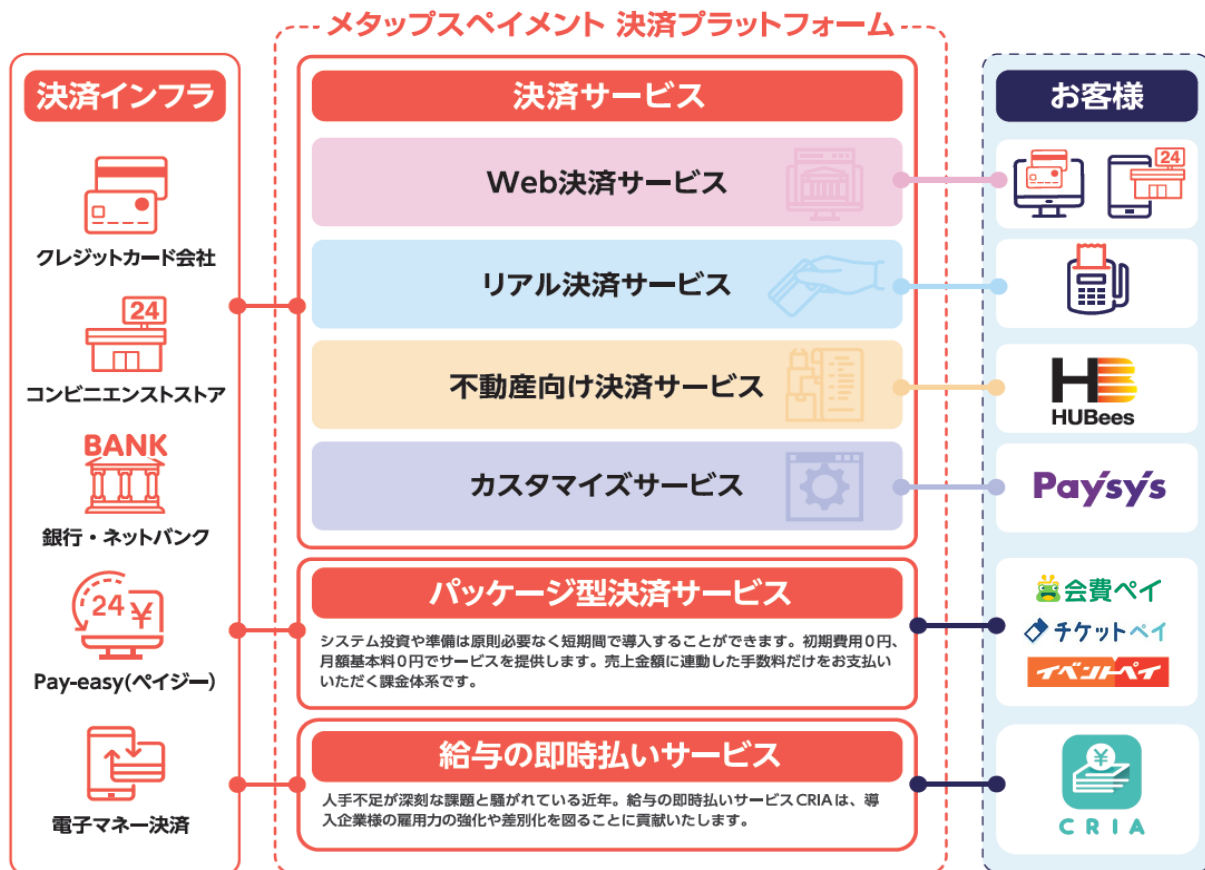 メタップスペイメント 決済プラットフォーム
決済インフラ
クレジットカード会社
24
コンビニエンストストア
BANK
銀行・ネットバンク
24 ¥
Pay-easy(ペイジー)
電子マネー決済
決済サービス
Web決済サービス
リアル決済サービス
不動産向け決済サービス
カスタマイズサービス
パッケージ型決済サービス
システム投資や準備は原則必要なく短期間で導入することができます。初期費用0円、
月額基本料0円でサービスを提供します。売上金額に連動した手数料だけをお支払い
いただく課金体系です。
給与の即時払いサービス
人手不足が深刻な課題と騒がれている近年。給与の即時払いサービスCRIAは、導
入企業様の雇用力の強化や差別化を図ることに貢献いたします。
お客様
24
HB
HUBees
Pay'sy's
会費ペイ
チケットペイ
イベントペイ
¥
CRIA